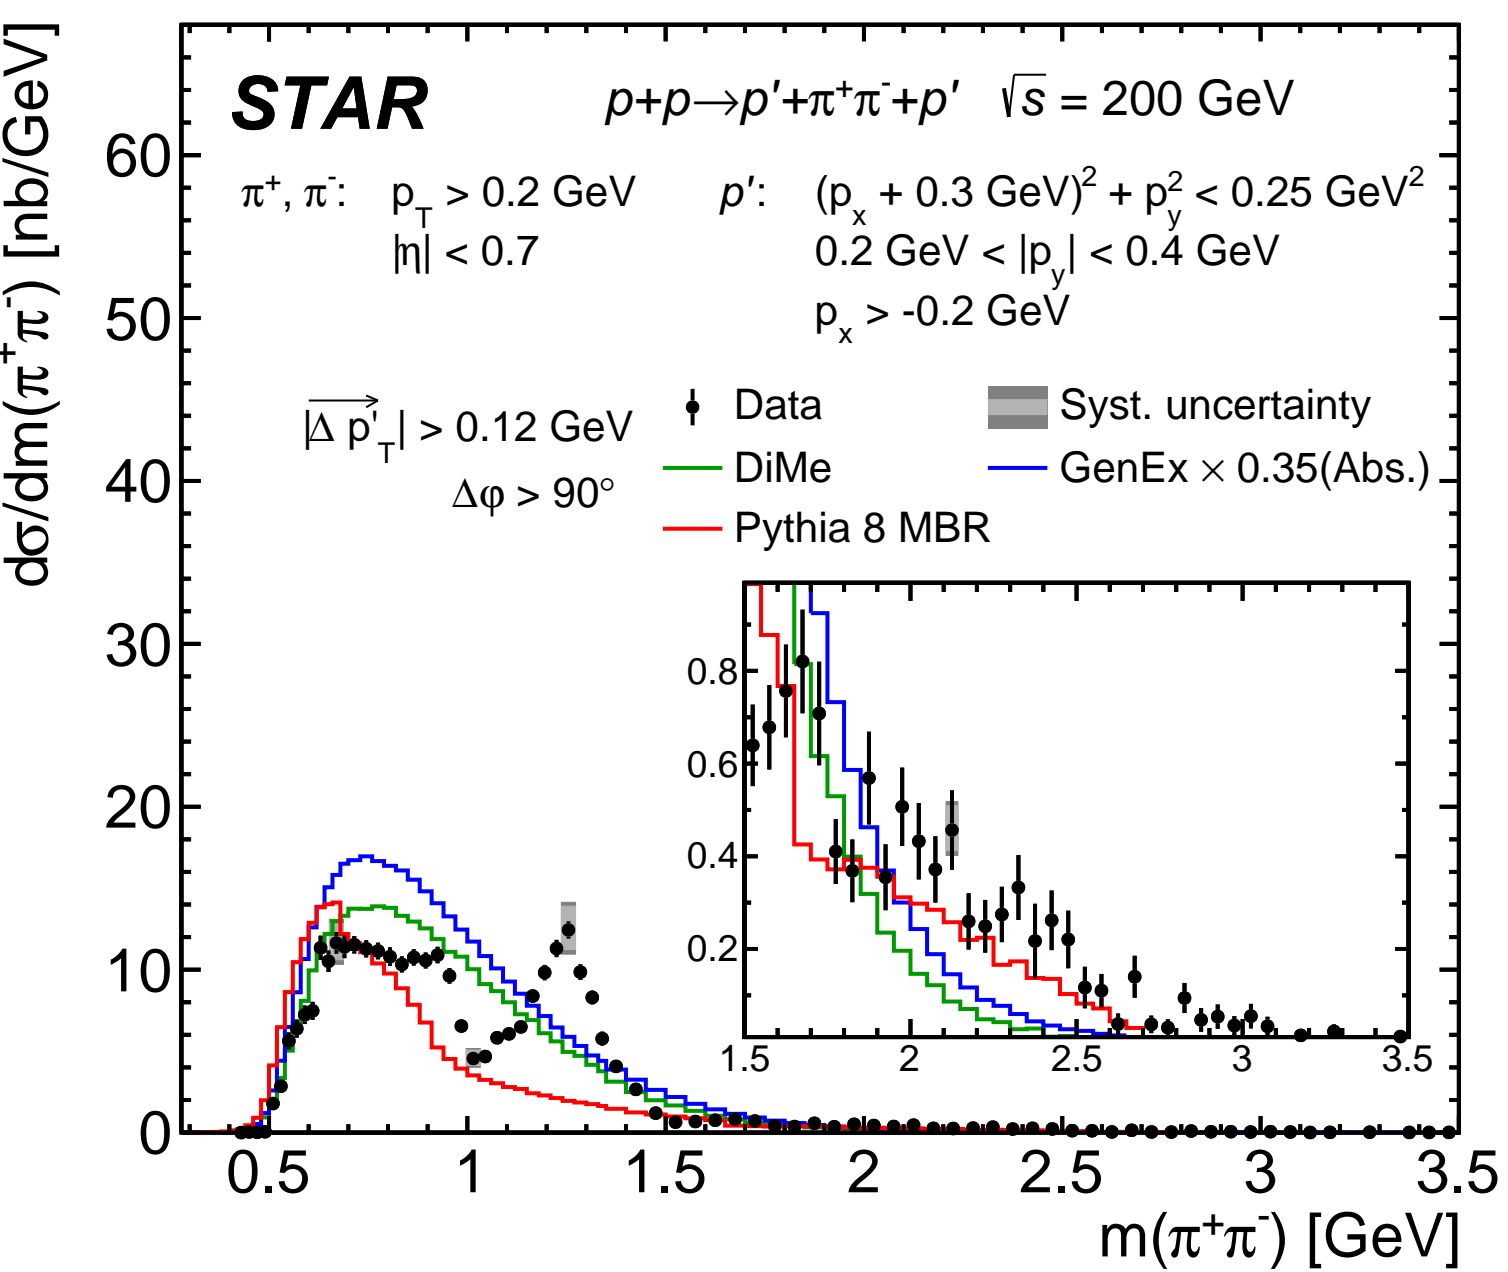 STAR p+p→p′+π⁺π⁻+p′ √s = 200 GeV
π⁺, π⁻: p_T > 0.2 GeV p′: (p_x + 0.3 GeV)² + p_y² < 0.25 GeV²
|η| < 0.7 0.2 GeV < |p_y| < 0.4 GeV
p_x > -0.2 GeV
|Δ p'_T| > 0.12 GeV
Δφ > 90°
Data Syst. uncertainty
DiMe GenEx × 0.35(Abs.)
Pythia 8 MBR
dσ/dm(π⁺π⁻) [nb/GeV]
60
50
40
30
20
10
0
0.8
0.6
0.4
0.2
1.5 2 2.5 3 3.5
0.5 1 1.5 2 2.5 3 3.5
m(π⁺π⁻) [GeV]